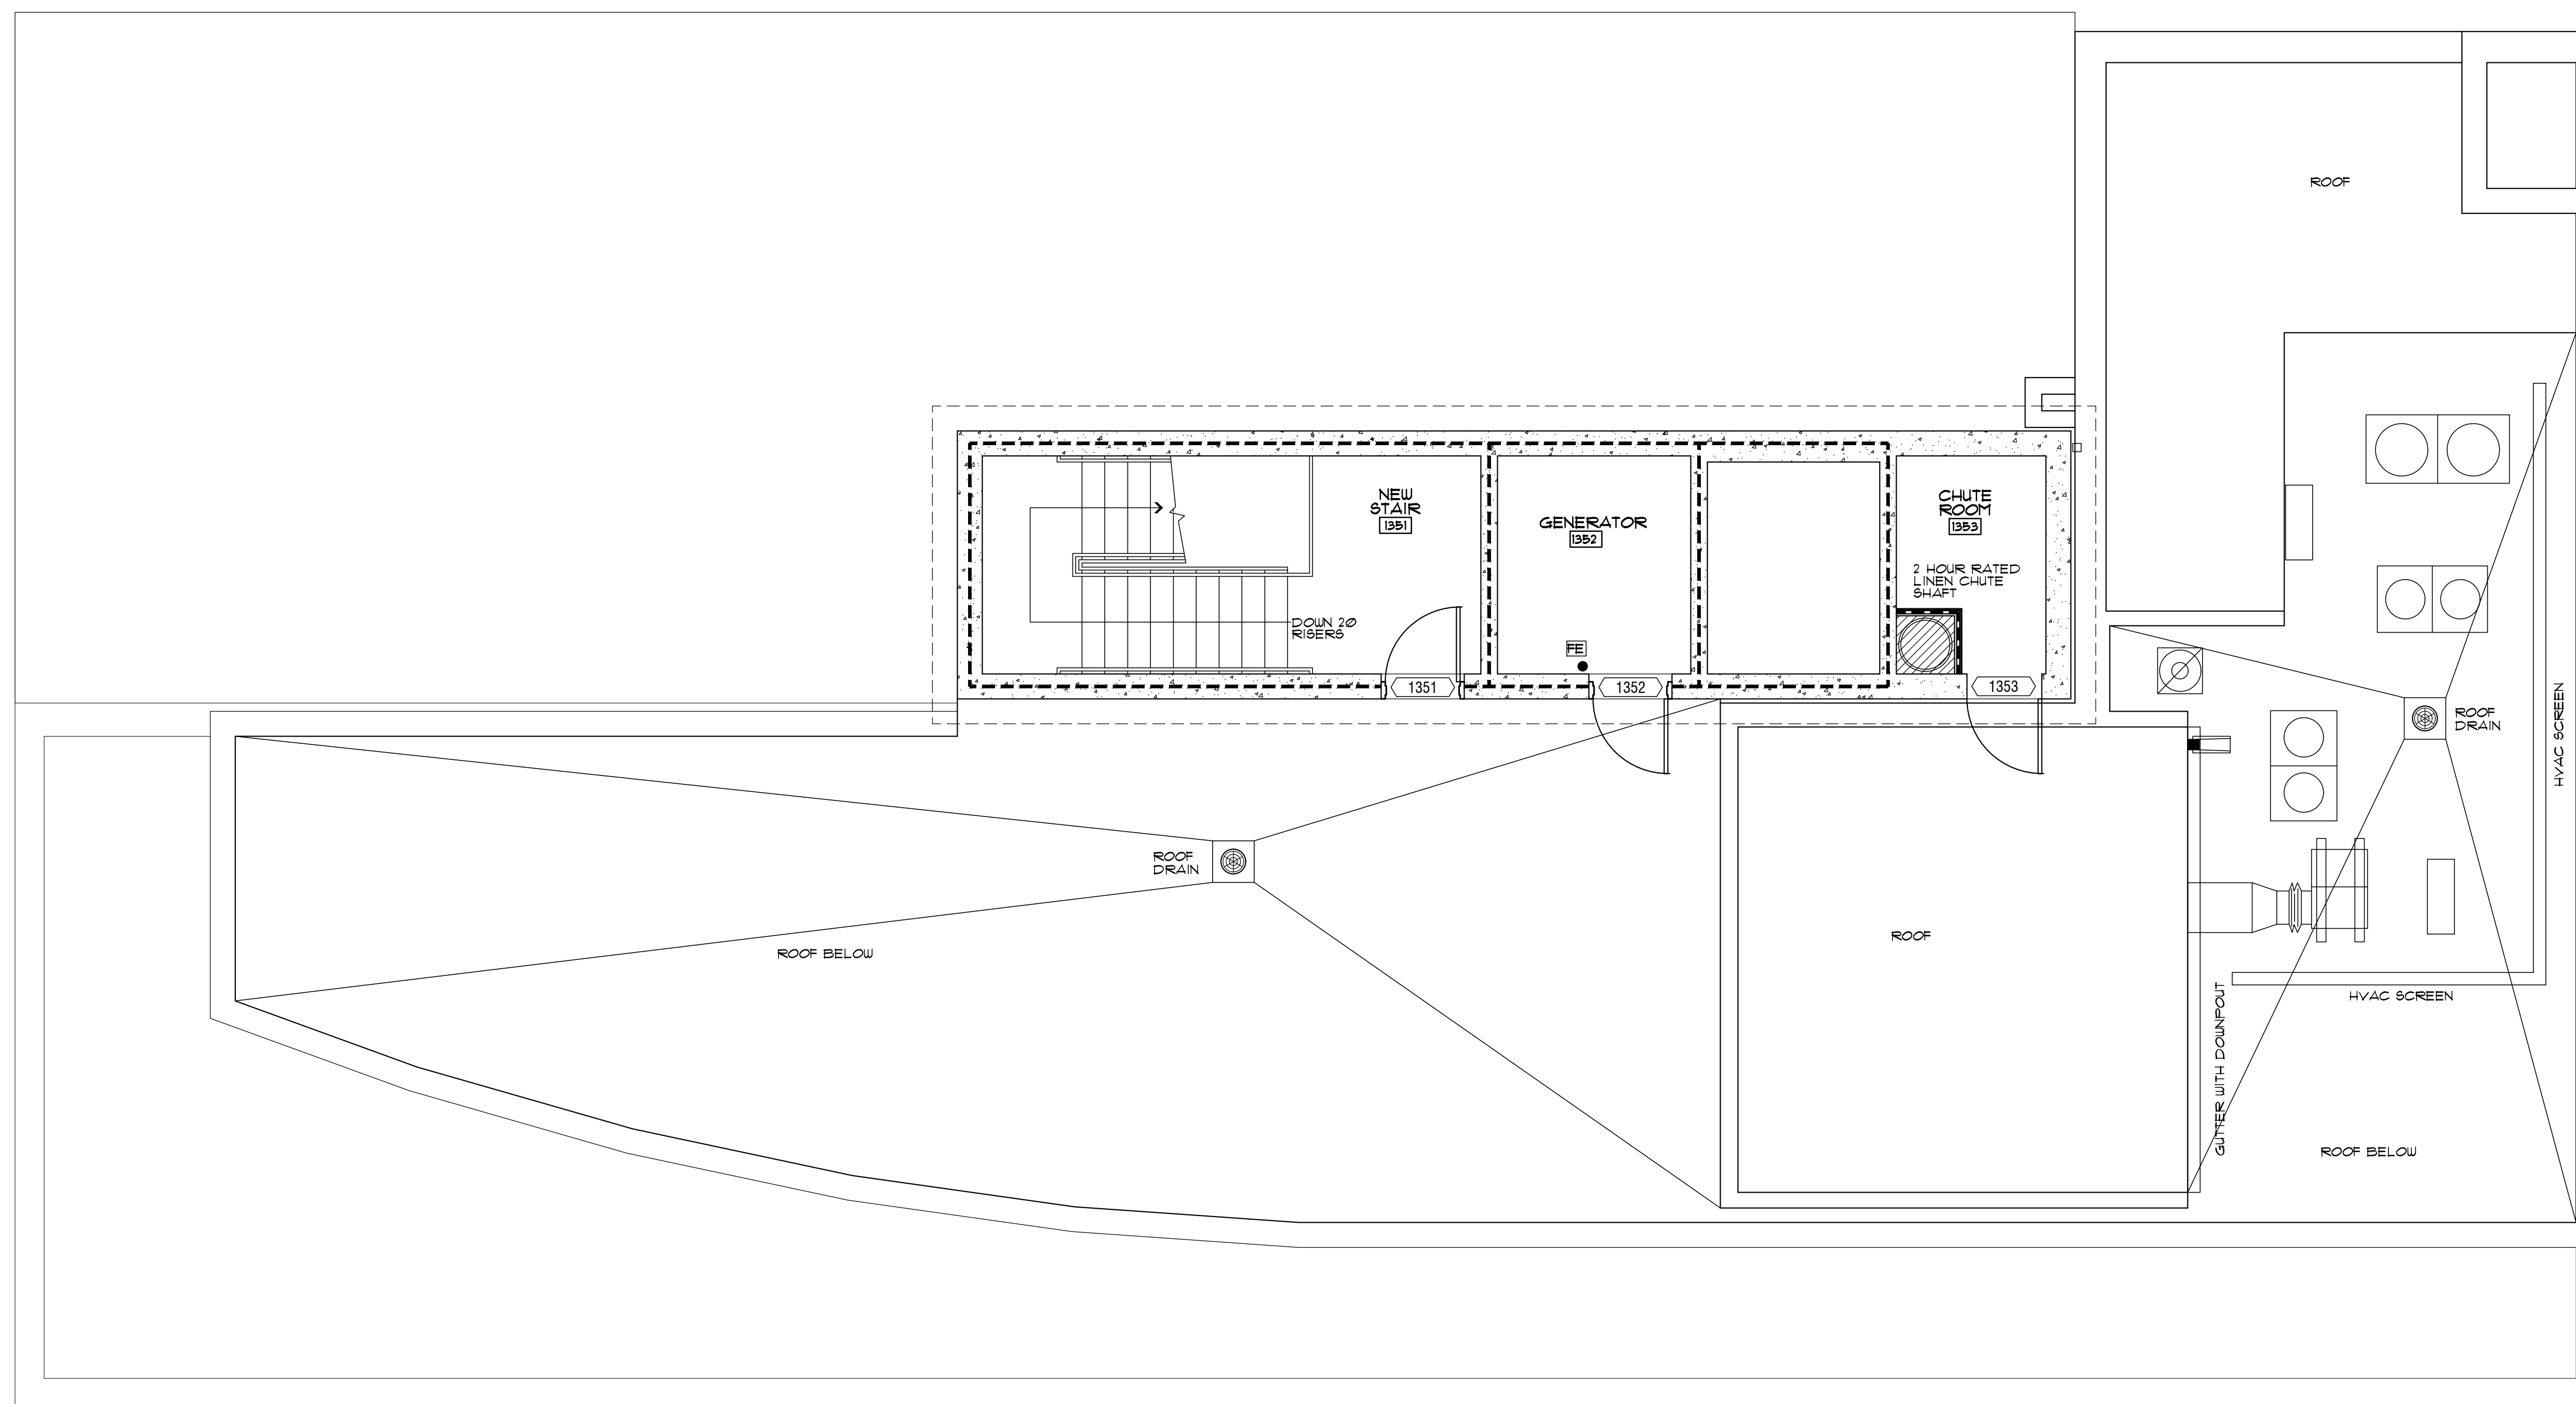 ROOF
NEW
STAIR
1351
GENERATOR
1352
CHUTE
ROOM
1353
2 HOUR RATED
LINEN CHUTE
SHAFT
DOWN 20
RISERS
FE
1351
1352
1353
ROOF
DRAIN
HVAC SCREEN
ROOF
DRAIN
ROOF BELOW
ROOF
HVAC SCREEN
GUTTER WITH DOWNPOUT
ROOF BELOW